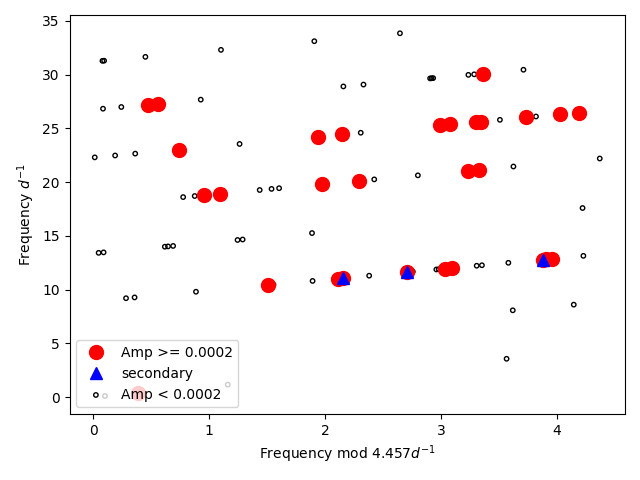 35
30
25
20
15
10
5
0
Frequency d⁻¹
Amp >= 0.0002
secondary
Amp < 0.0002
0 1 2 3 4
Frequency mod 4.457d⁻¹